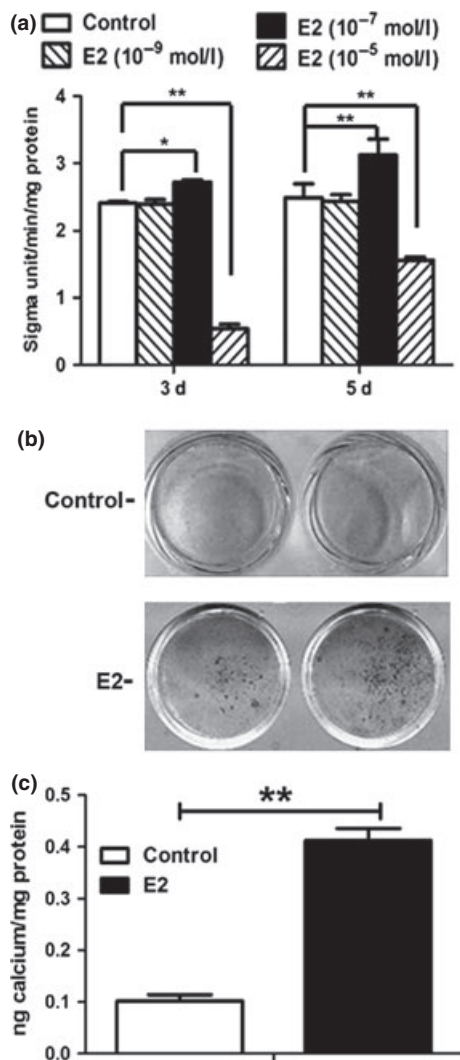 (a)
Control
E2 (10⁻⁷ mol/l)
E2 (10⁻⁹ mol/l)
E2 (10⁻⁵ mol/l)
Sigma unit/min/mg protein
4
3
2
1
0
**
*
**
**
3 d
5 d
(b)
Control-
E2-
(c)
ng calcium/mg protein
0.5
0.4
0.3
0.2
0.1
0.0
**
Control
E2